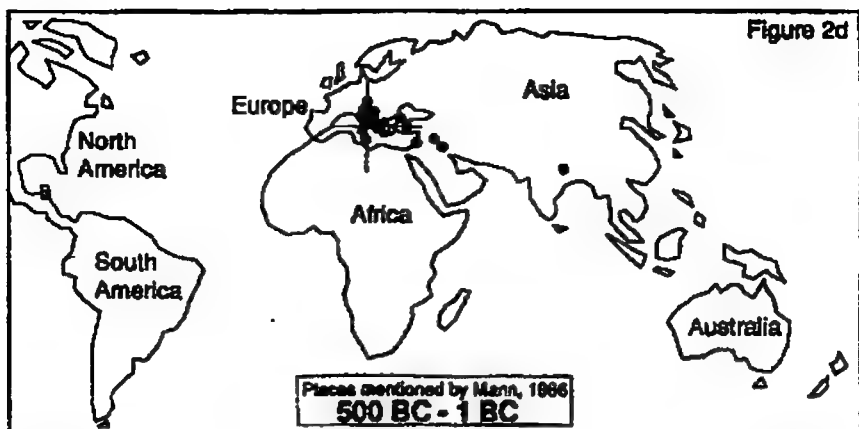 Figure 2d
Europe
Asia
North
America
Africa
South
America
Australia
Places mentioned by Mann, 1986
500 BC - 1 BC